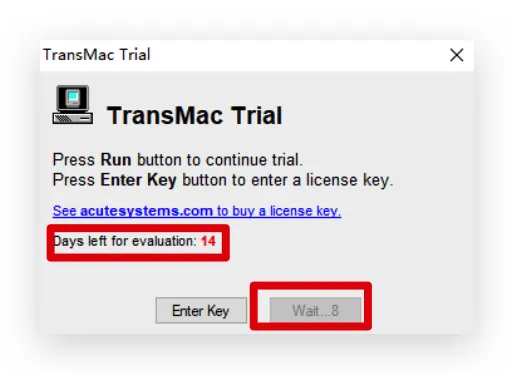 TransMac Trial
TransMac Trial
Press Run button to continue trial.
Press Enter Key button to enter a license key.
See acutesystems.com to buy a license key.
Days left for evaluation: 14
Enter Key
Wait...8